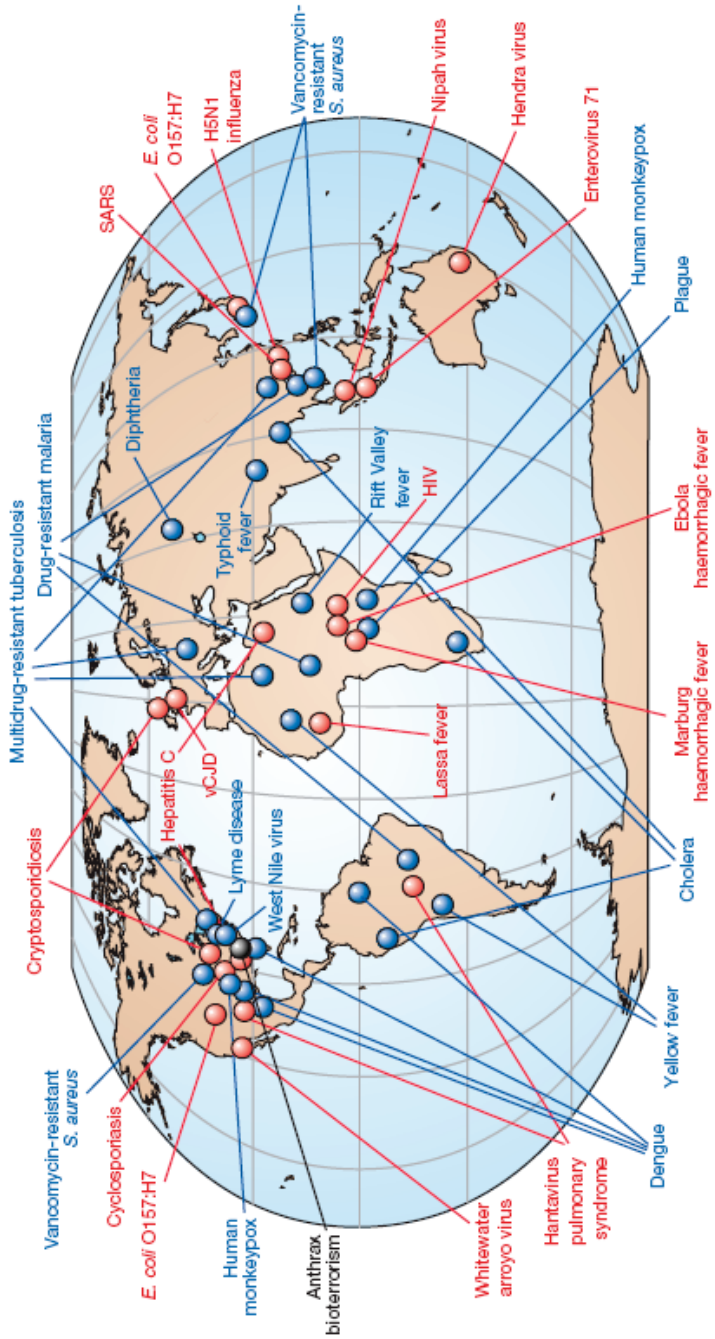 Multidrug-resistant tuberculosis
Drug-resistant malaria
Diphtheria
Typhoid
fever
SARS
E. coli
O157:H7
H5N1
influenza
Vancomycin-
resistant
S. aureus
Cryptosporidiosis
Hepatitis C
vCJD
Lyme disease
West Nile virus
Vancomycin-resistant
S. aureus
Cyclosporiasis
E. coli O157:H7
Human
monkeypox
Anthrax
bioterrorism
Whitewater
arroyo virus
Hantavirus
pulmonary
syndrome
Dengue
Yellow fever
Cholera
Lassa fever
Marburg
haemorrhagic fever
Ebola
haemorrhagic fever
Rift Valley
fever
HIV
Plague
Human monkeypox
Nipah virus
Hendra virus
Enterovirus 71